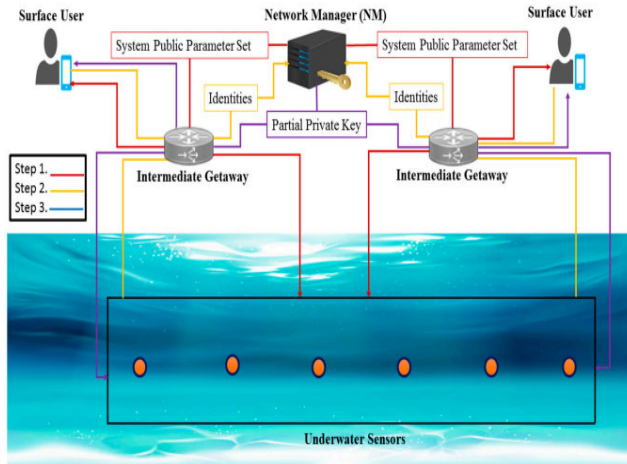 Surface User
Network Manager (NM)
Surface User
System Public Parameter Set
System Public Parameter Set
Identities
Identities
Partial Private Key
Intermediate Getaway
Intermediate Getaway
Step 1.
Step 2.
Step 3.
Underwater Sensors